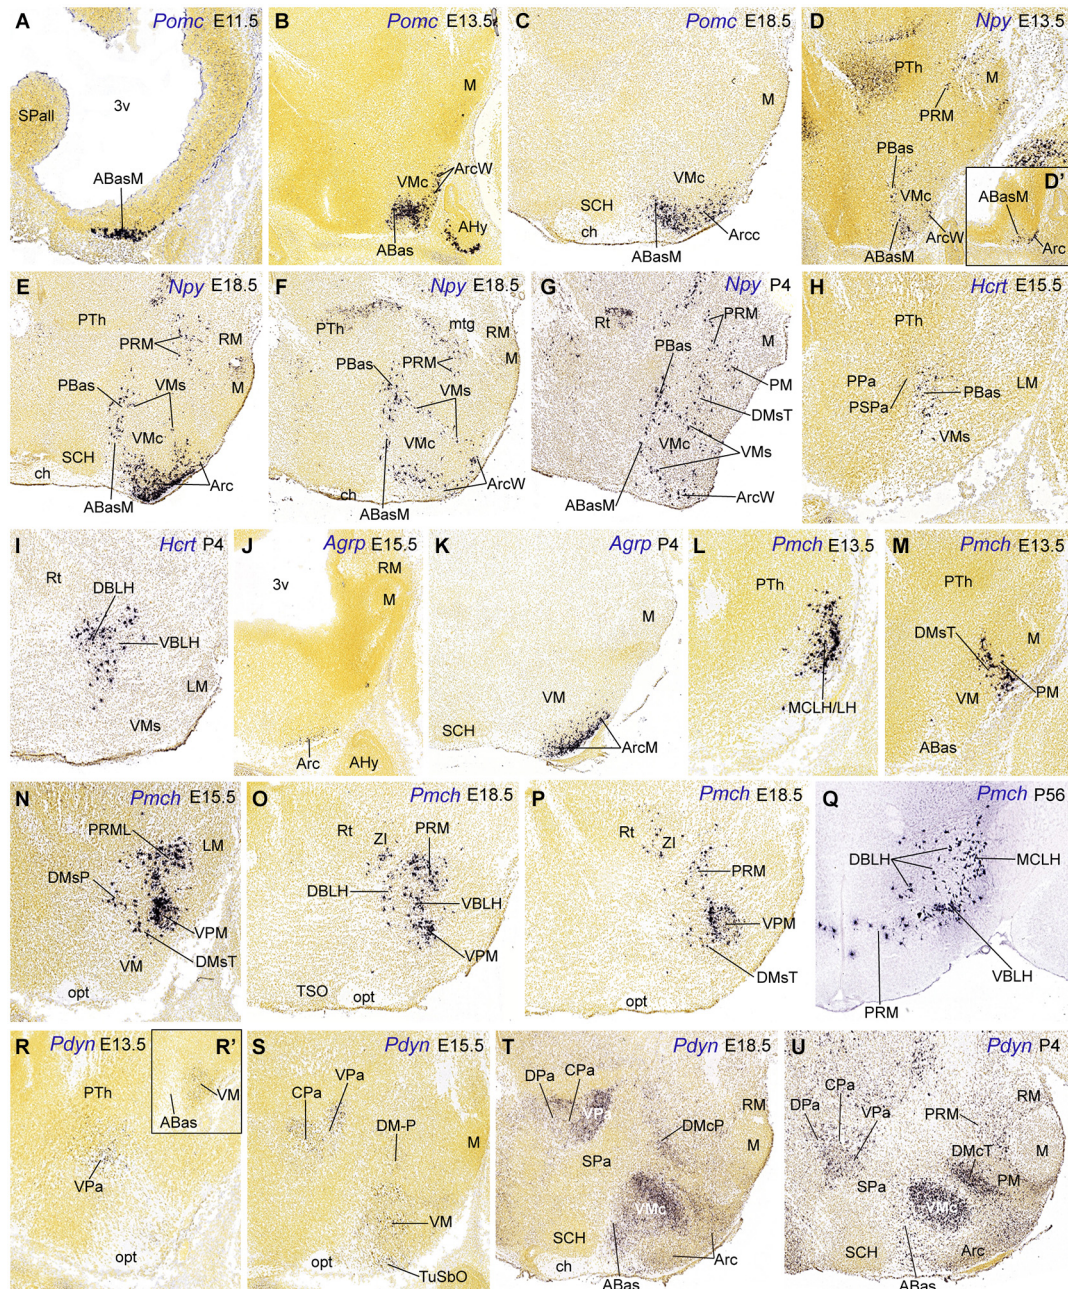 A Pomc E11.5
SPall
3v
ABasM
B Pomc E13.5
M
ArcW
VMc
AHy
ABas
C Pomc E18.5
M
VMc
SCH
ch
Arcc
ABasM
D Npy E13.5
PTh
M
PRM
PBas
VMc
ABasM
ArcW
D'
ABasM
Arc
E Npy E18.5
PTh
PRM
RM
M
PBas
VMs
VMc
SCH
ch
Arc
ABasM
F Npy E18.5
PTh
mtg
RM
M
PBas
PRM
VMs
VMc
ch
ArcW
ABasM
G Npy P4
Rt
PRM
M
PBas
PM
DMsT
VMc
VMs
ABasM
ArcW
H Hcrt E15.5
PTh
PPa
PSPa
PBas
LM
VMs
I Hcrt P4
Rt
DBLH
VBLH
LM
VMs
J Agrp E15.5
3v
RM
M
Arc
AHy
K Agrp P4
M
VM
SCH
ArcM
L Pmch E13.5
PTh
MCLH/LH
M Pmch E13.5
PTh
DMsT
M
VM
PM
ABas
N Pmch E15.5
PRML
LM
DMsP
VPM
VM
DMsT
opt
O Pmch E18.5
Rt
ZI
PRM
DBLH
VBLH
VPM
TSO
opt
P Pmch E18.5
Rt
ZI
PRM
VPM
DMsT
opt
Q Pmch P56
DBLH
MCLH
VBLH
PRM
R Pdyn E13.5
PTh
VPa
opt
R'
VM
ABas
S Pdyn E15.5
VPa
CPa
DM-P
M
VM
opt
TuSbO
T Pdyn E18.5
DPa
CPa
VPa
RM
DMcP
M
SPa
VMc
SCH
ch
Arc
ABas
U Pdyn P4
CPa
DPa
VPa
PRM
RM
DMcT
M
PM
SPa
VMc
SCH
Arc
ABas